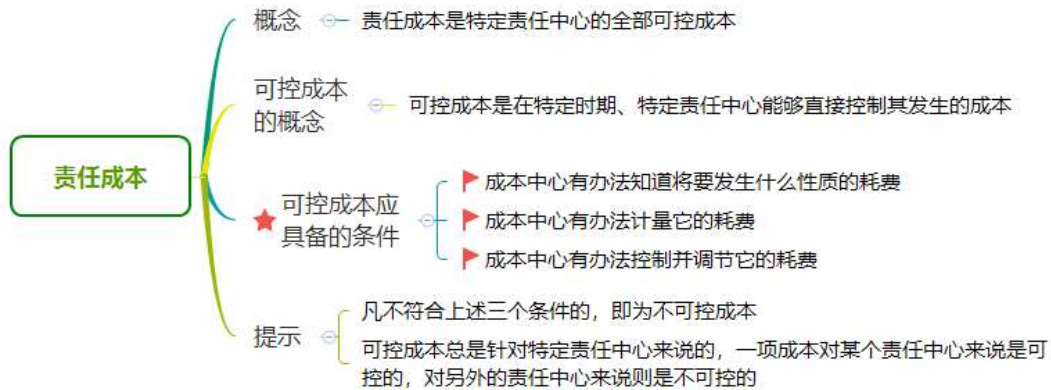 责任成本
概念
责任成本是特定责任中心的全部可控成本
可控成本
的概念
可控成本是在特定时期、特定责任中心能够直接控制其发生的成本
可控成本应
具备的条件
成本中心有办法知道将要发生什么性质的耗费
成本中心有办法计量它的耗费
成本中心有办法控制并调节它的耗费
提示
凡不符合上述三个条件的，即为不可控成本
可控成本总是针对特定责任中心来说的，一项成本对某个责任中心来说是可
控的，对另外的责任中心来说则是不可控的